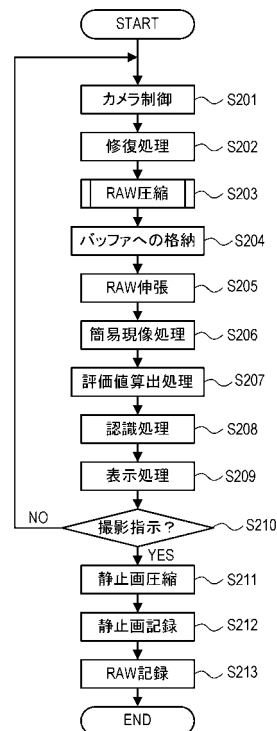 START
カメラ制御 S201
修復処理 S202
RAW圧縮 S203
バッファへの格納 S204
RAW伸張 S205
簡易現像処理 S206
評価値算出処理 S207
認識処理 S208
表示処理 S209
NO 撮影指示? S210
YES
静止画圧縮 S211
静止画記録 S212
RAW記録 S213
END